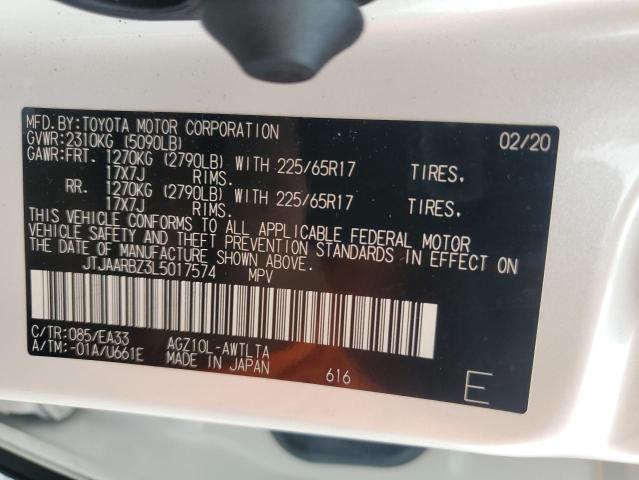 MFD.BY:TOYOTA MOTOR CORPORATION 02/20
GVWR:2310KG (5090LB)
GAWR:FRT. 1270KG (2790LB) WITH 225/65R17 TIRES,
17X7J RIMS.
RR. 1270KG (2790LB) WITH 225/65R17 TIRES,
17X7J RIMS.
THIS VEHICLE CONFORMS TO ALL APPLICABLE FEDERAL MOTOR
VEHICLE SAFETY AND THEFT PREVENTION STANDARDS IN EFFECT ON
THE DATE OF MANUFACTURE SHOWN ABOVE.
JTJAARBZ3L5017574 MPV
C/TR:085/EA33 AGZ10L-AWTLTA
A/TM:-01A/U661E MADE IN JAPAN 616 E